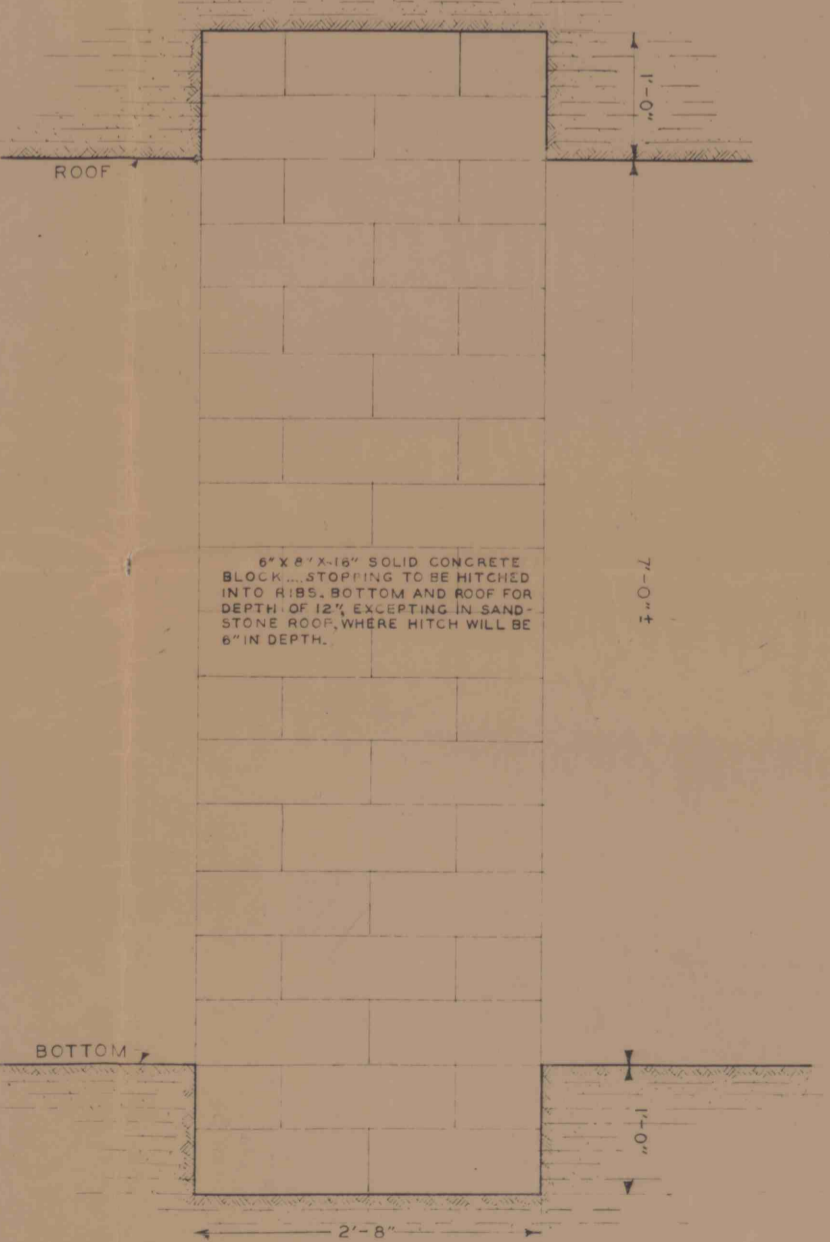 1'-0"
ROOF
6" X 8" X 16" SOLID CONCRETE
BLOCK....STOPPING TO BE HITCHED
INTO RIBS, BOTTOM AND ROOF FOR
DEPTH OF 12", EXCEPTING IN SAND-
STONE ROOF, WHERE HITCH WILL BE
6" IN DEPTH.
7'-0"±
BOTTOM
1'-0"
2'-8"